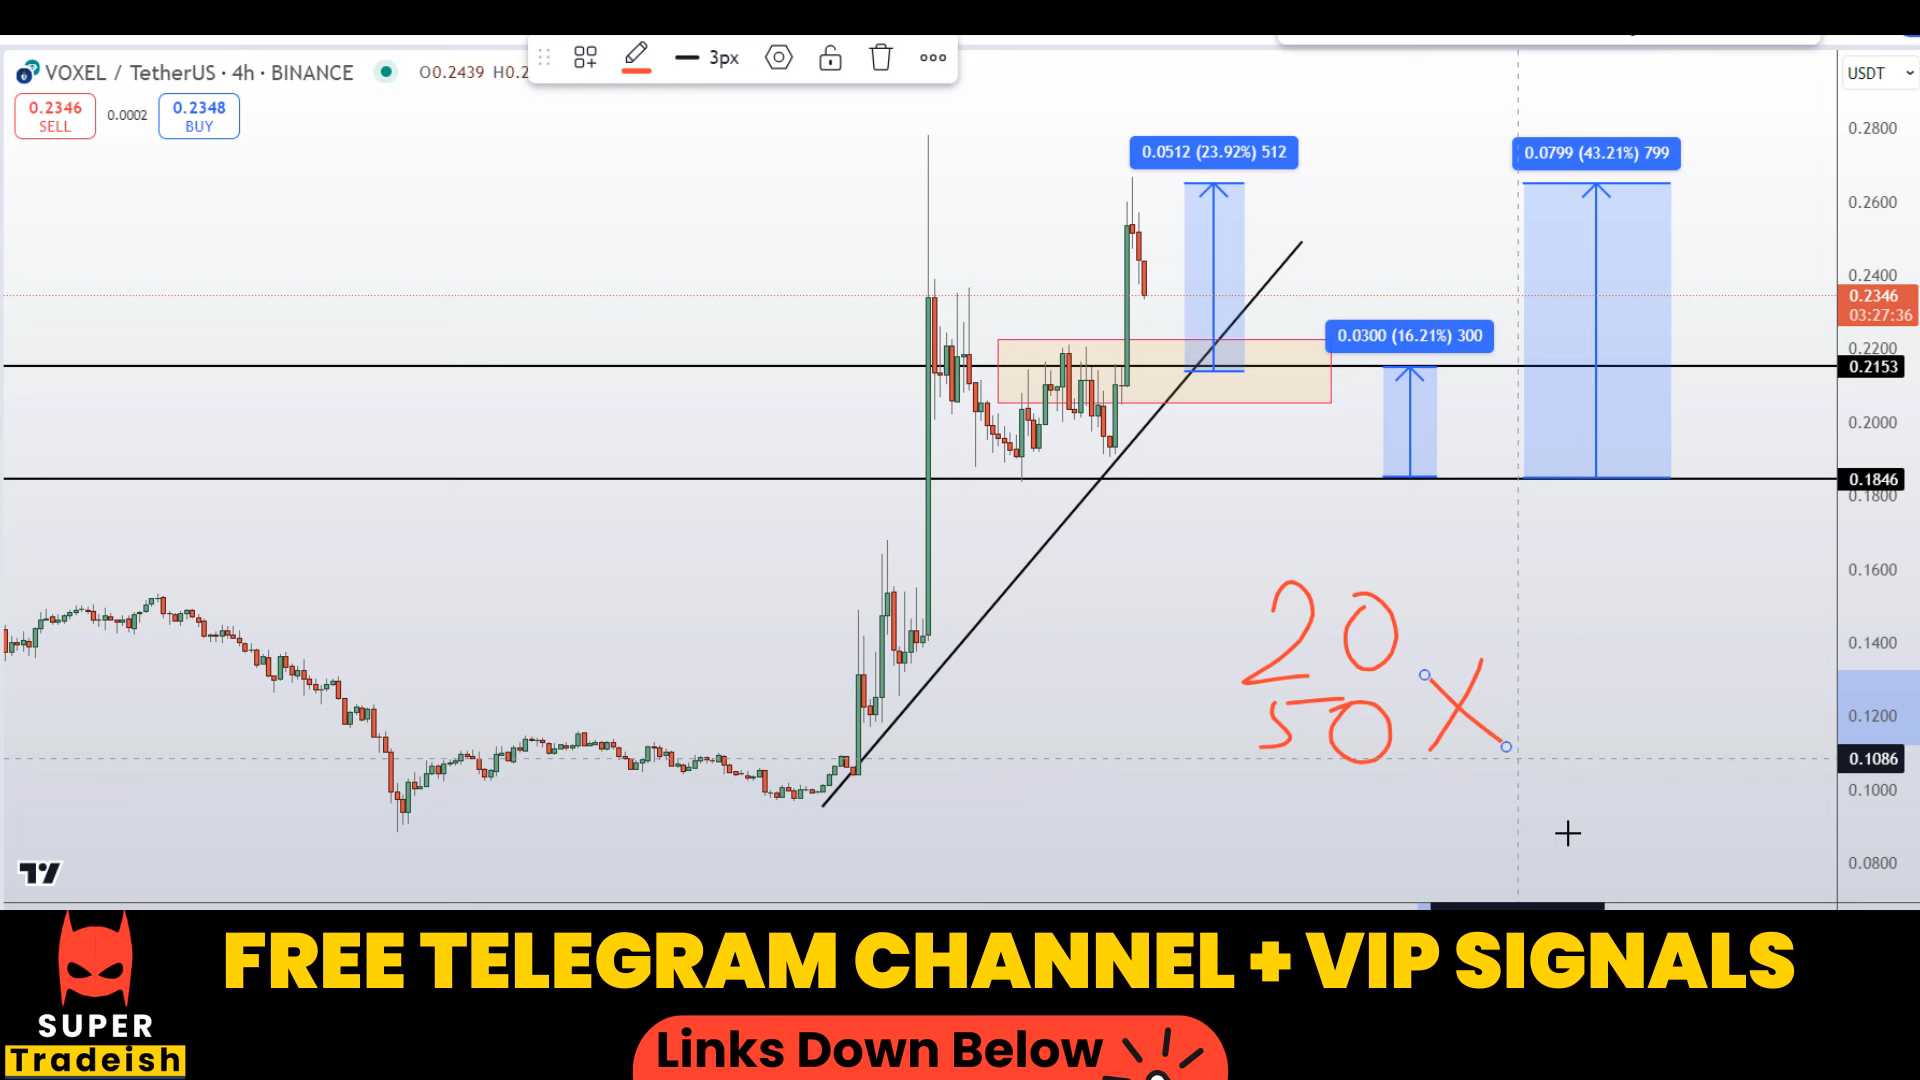 VOXEL / TetherUS · 4h · BINANCE
O0.2439 H0.2
3px
USDT
0.2346
SELL
0.0002
0.2348
BUY
0.2800
0.0512 (23.92%) 512
0.0799 (43.21%) 799
0.2600
0.2400
0.2346
03:27:36
0.0300 (16.21%) 300
0.2200
0.2153
0.2000
0.1846
0.1800
0.1600
20
0.1400
50 X
0.1200
0.1086
0.1000
0.0800
FREE TELEGRAM CHANNEL + VIP SIGNALS
SUPER
Tradeish
Links Down Below